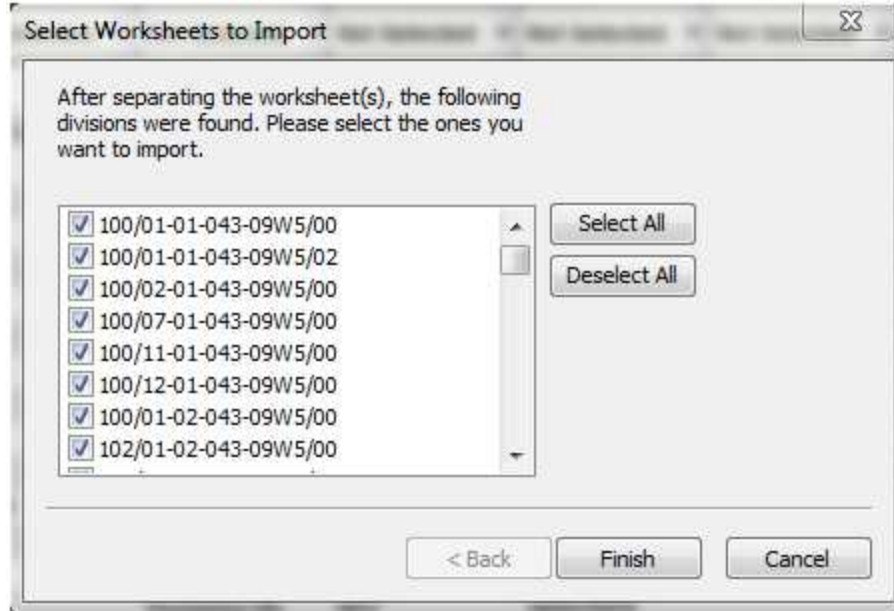 Select Worksheets to Import
After separating the worksheet(s), the following
divisions were found. Please select the ones you
want to import.
100/01-01-043-09W5/00
100/01-01-043-09W5/02
100/02-01-043-09W5/00
100/07-01-043-09W5/00
100/11-01-043-09W5/00
100/12-01-043-09W5/00
100/01-02-043-09W5/00
102/01-02-043-09W5/00
Select All
Deselect All
< Back
Finish
Cancel